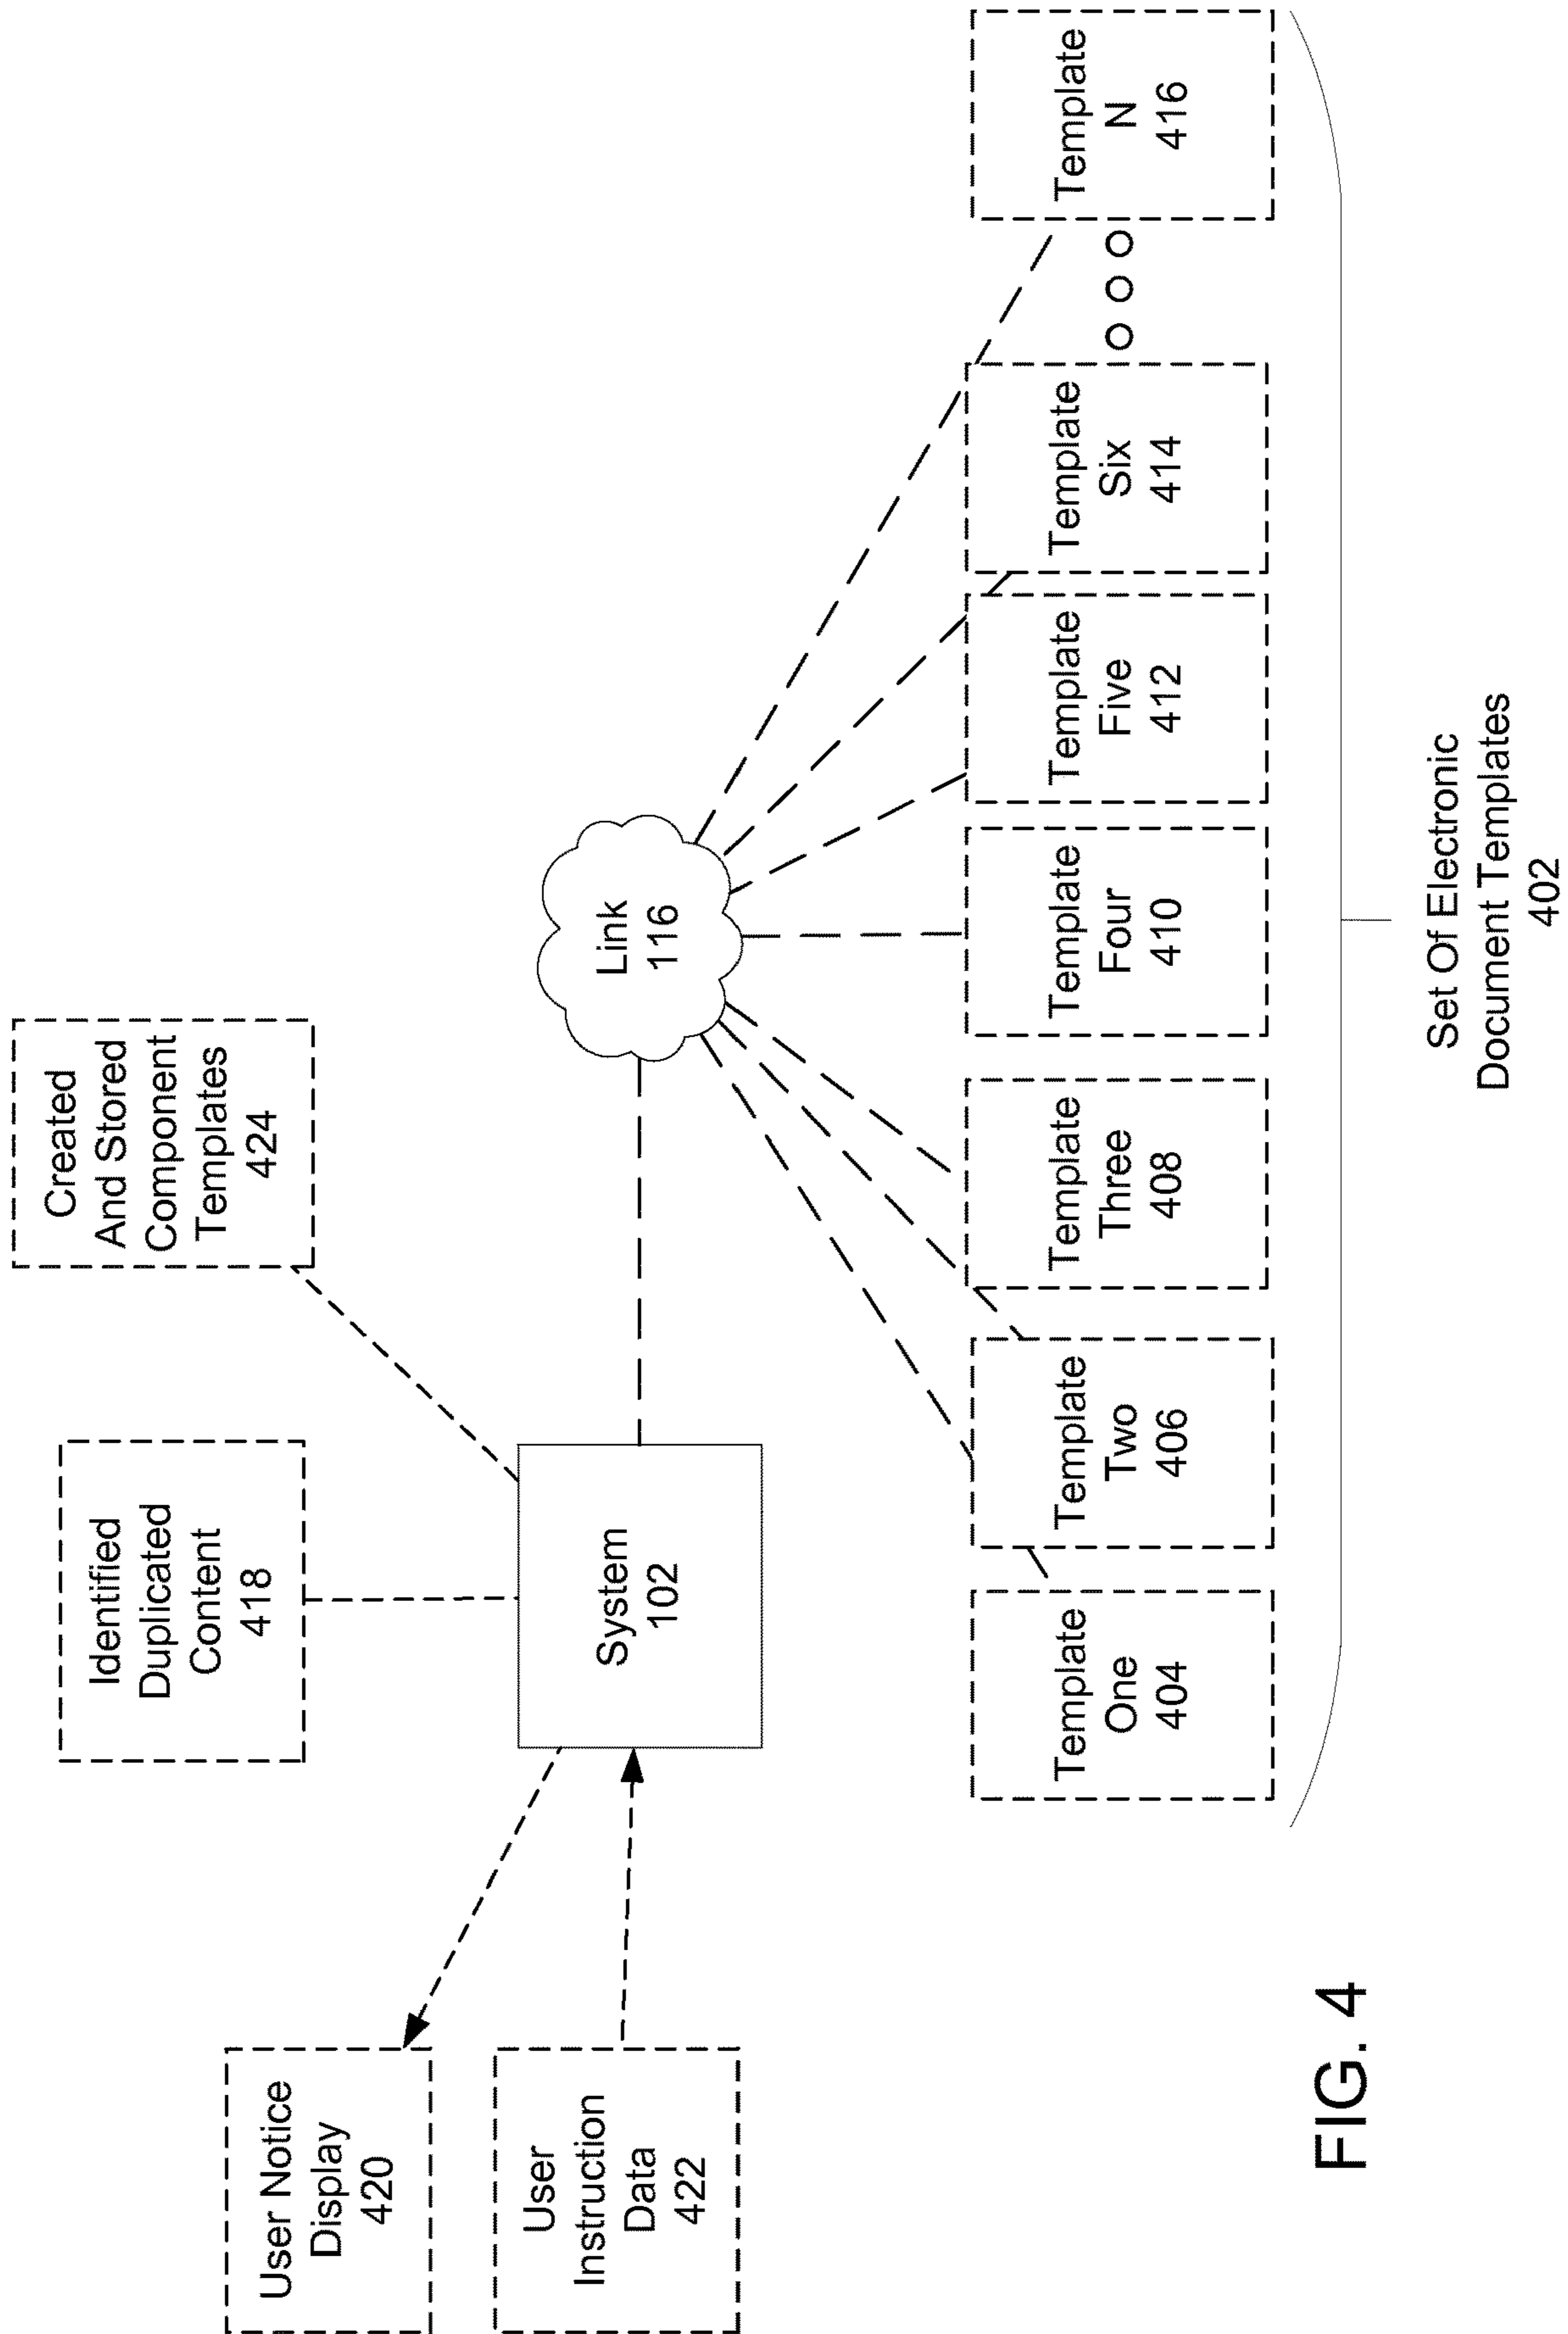 Created
And Stored
Component
Templates
424
Identified
Duplicated
Content
418
User Notice
Display
420
User
Instruction
Data
422
System
102
Link
116
Template
One
404
Template
Two
406
Template
Three
408
Template
Four
410
Template
Five
412
Template
Six
414
Template
N
416
Set Of Electronic
Document Templates
402
FIG. 4